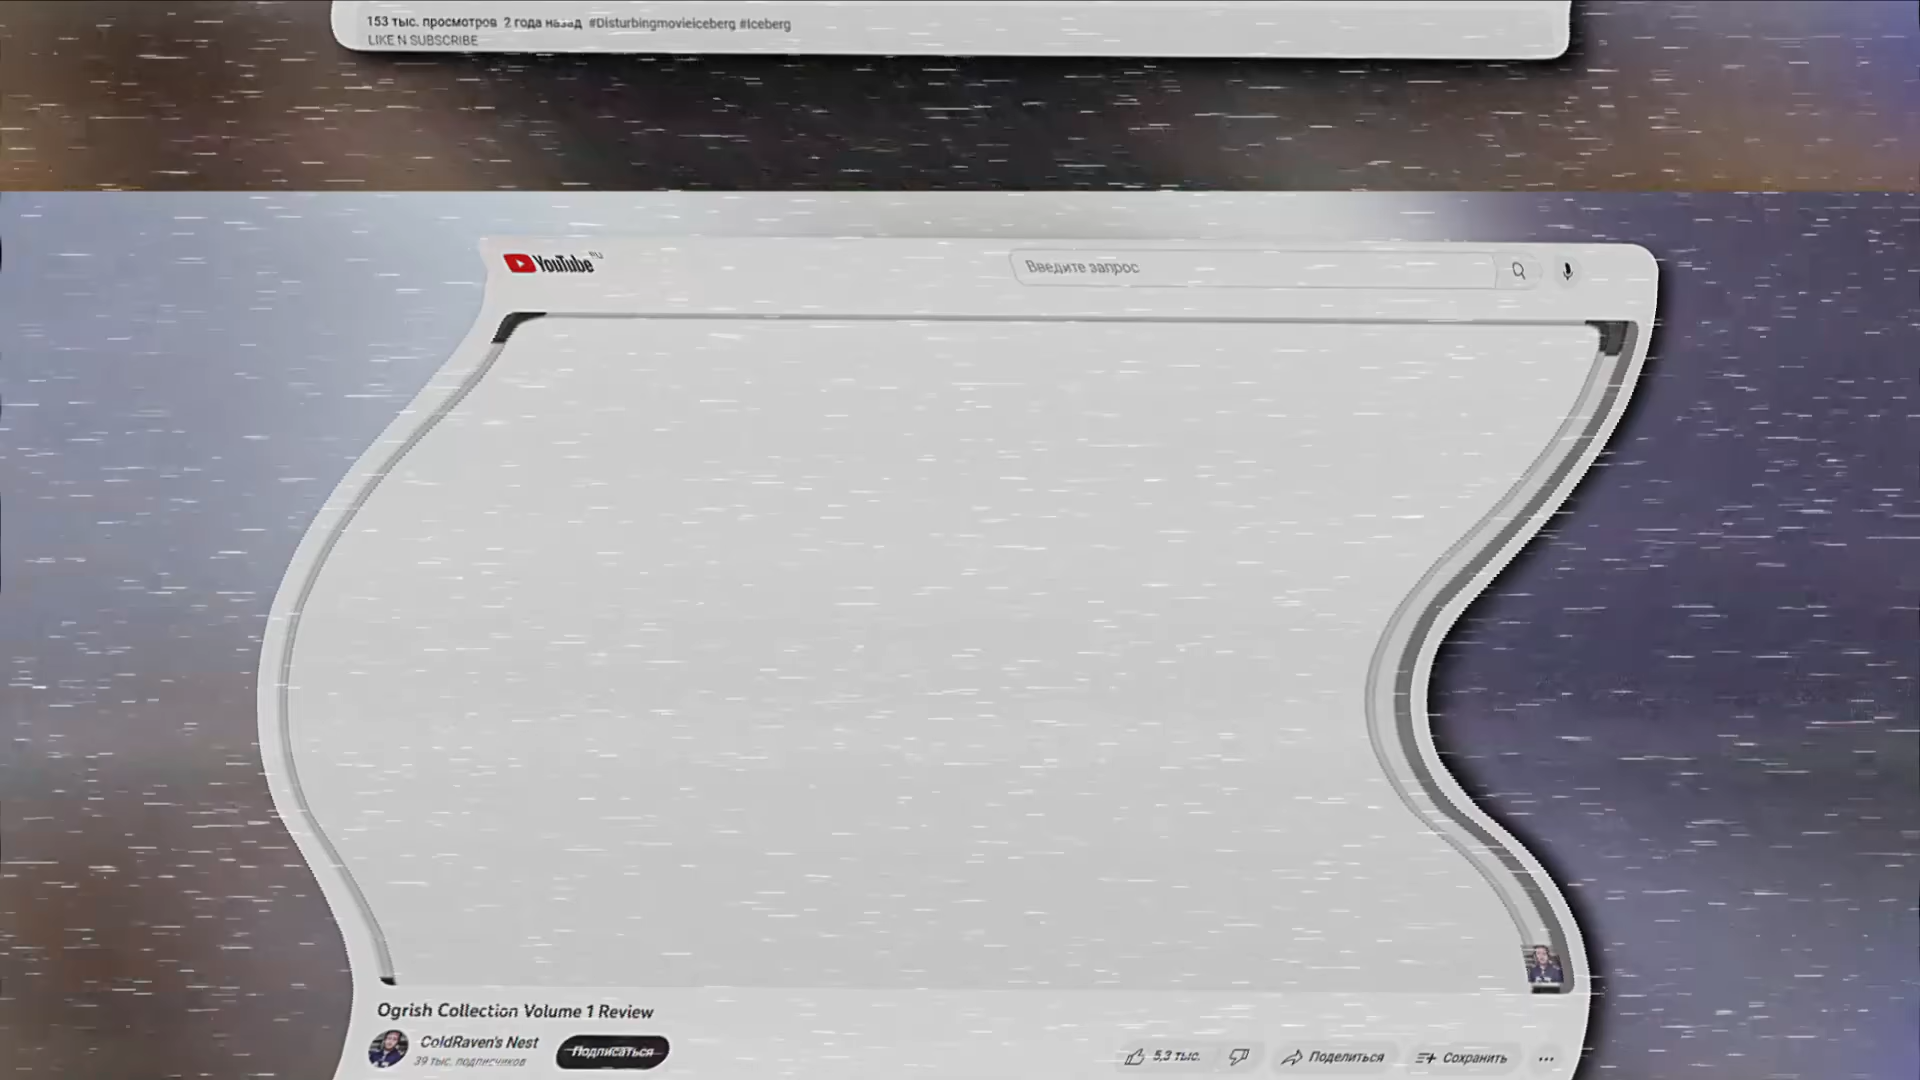 153 тыс. просмотров 2 года назад #Disturbingmovieiceberg #Iceberg
LIKE N SUBSCRIBE
YouTube RU
Введите запрос
Ogrish Collection Volume 1 Review
ColdRaven's Nest
39 тыс. подписчиков
Подписаться
5,3 тыс.
Поделиться
Сохранить